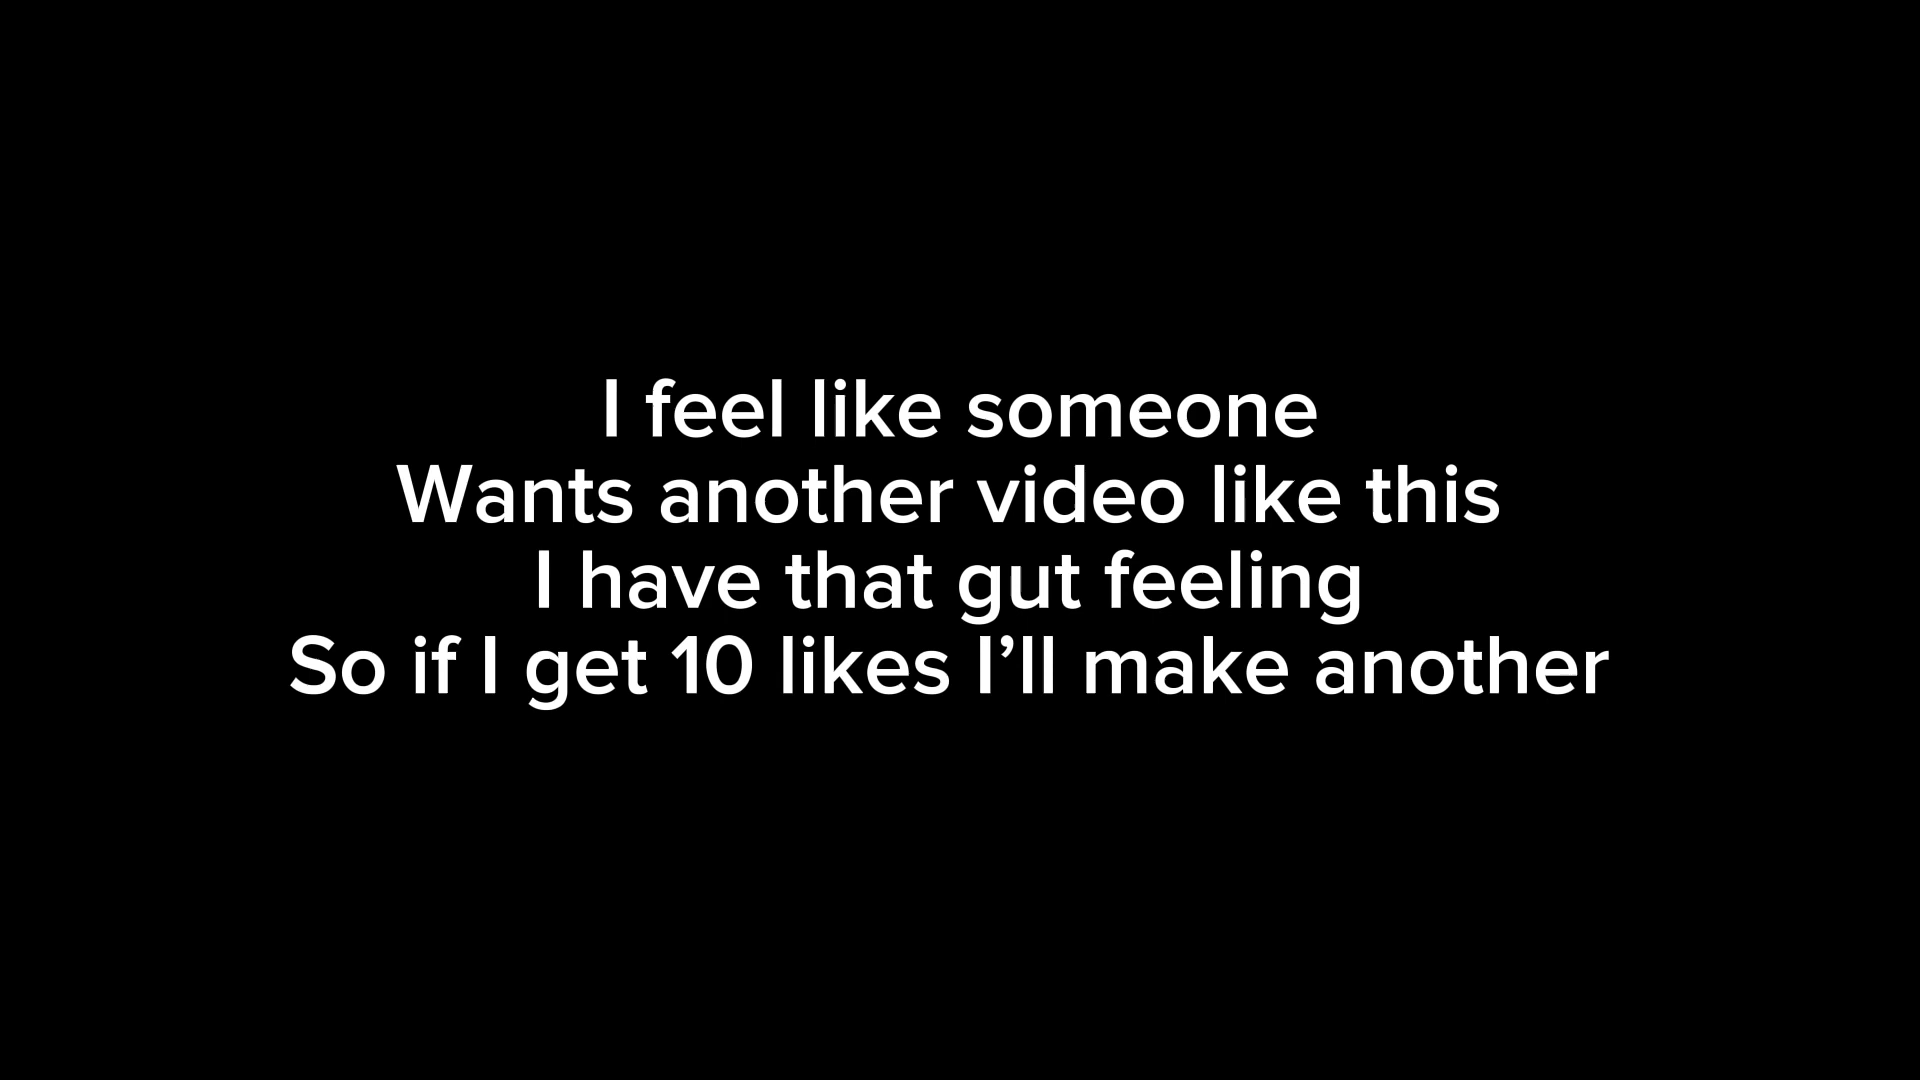 I feel like someone
Wants another video like this
I have that gut feeling
So if I get 10 likes I’ll make another